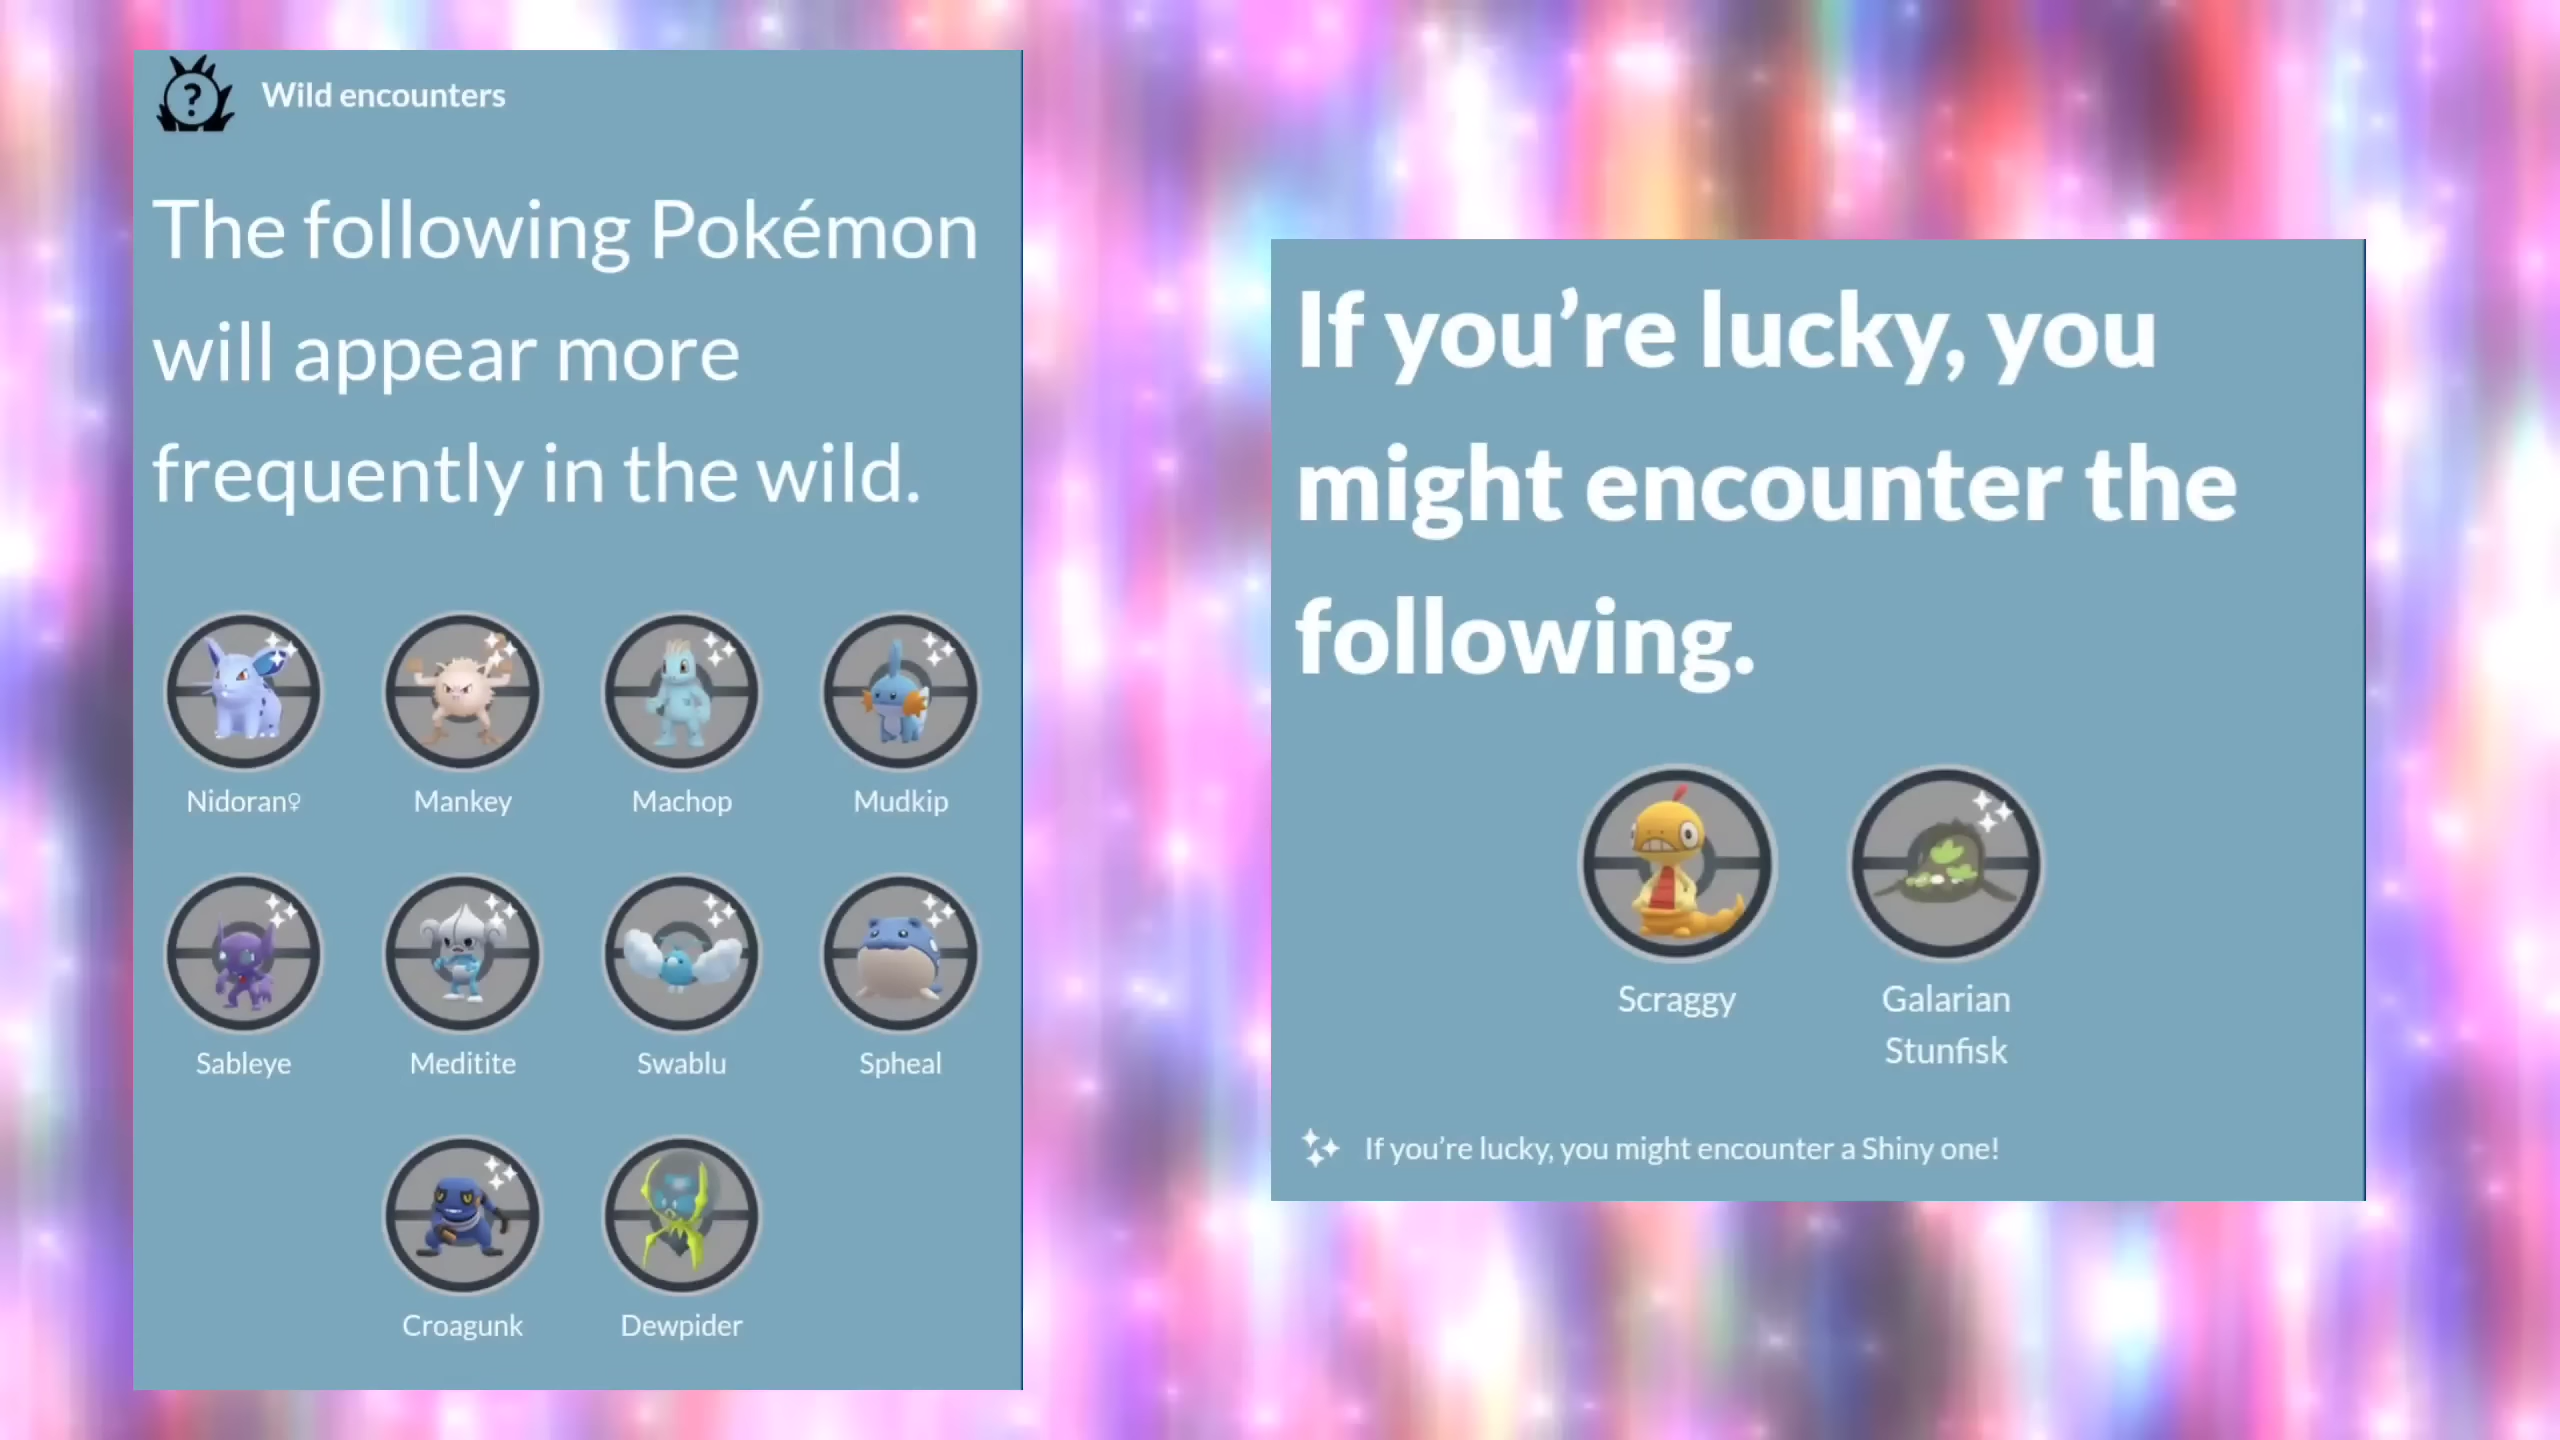 Wild encounters
The following Pokémon
will appear more
frequently in the wild.
Nidoran♀ Mankey Machop Mudkip
Sableye Meditite Swablu Spheal
Croagunk Dewpider
If you’re lucky, you
might encounter the
following.
Scraggy Galarian
Stunfisk
If you’re lucky, you might encounter a Shiny one!